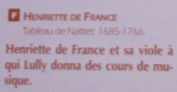 F HENRIETTE DE FRANCE
Tableau de Nattier, 1685-1766.
Henriette de France et sa viole à
qui Lully donna des cours de mu-
sique.